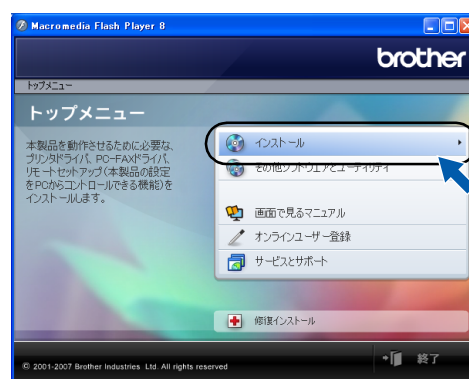 Macromedia Flash Player 8
brother
トップメニュー
トップメニュー
本製品を動作させるために必要な、
プリンタドライバ、PC-FAXドライバ、
リモートセットアップ(本製品の設定
をPCからコントロールできる機能)を
インストールします。
インストール
その他ソフトウェアとユーティリティ
画面で見るマニュアル
オンラインユーザー登録
サービスとサポート
修復インストール
© 2001-2007 Brother Industries Ltd. All rights reserved
終了